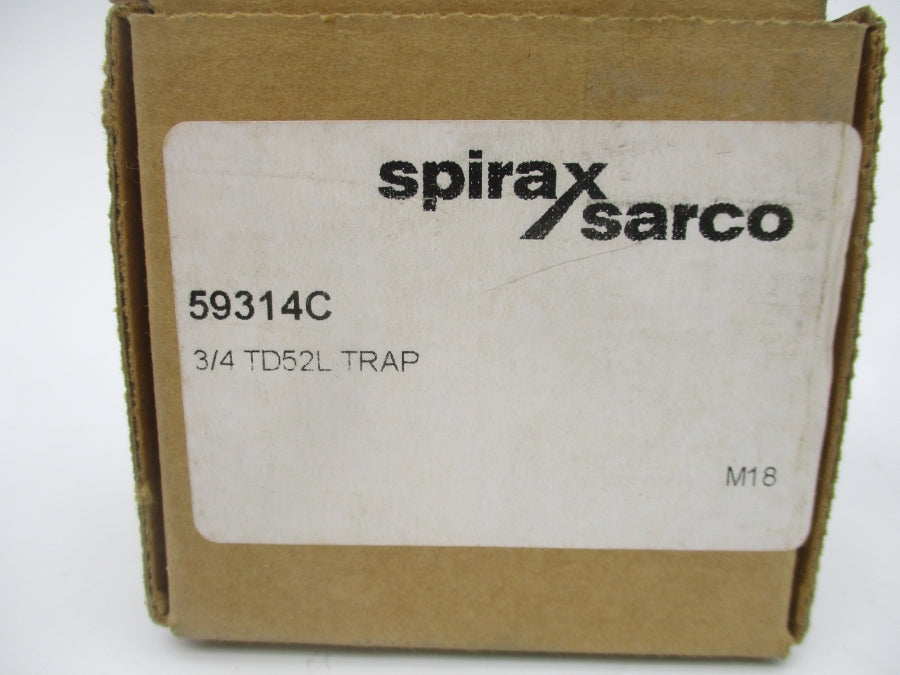 spirax
sarco
59314C
3/4 TD52L TRAP
M18